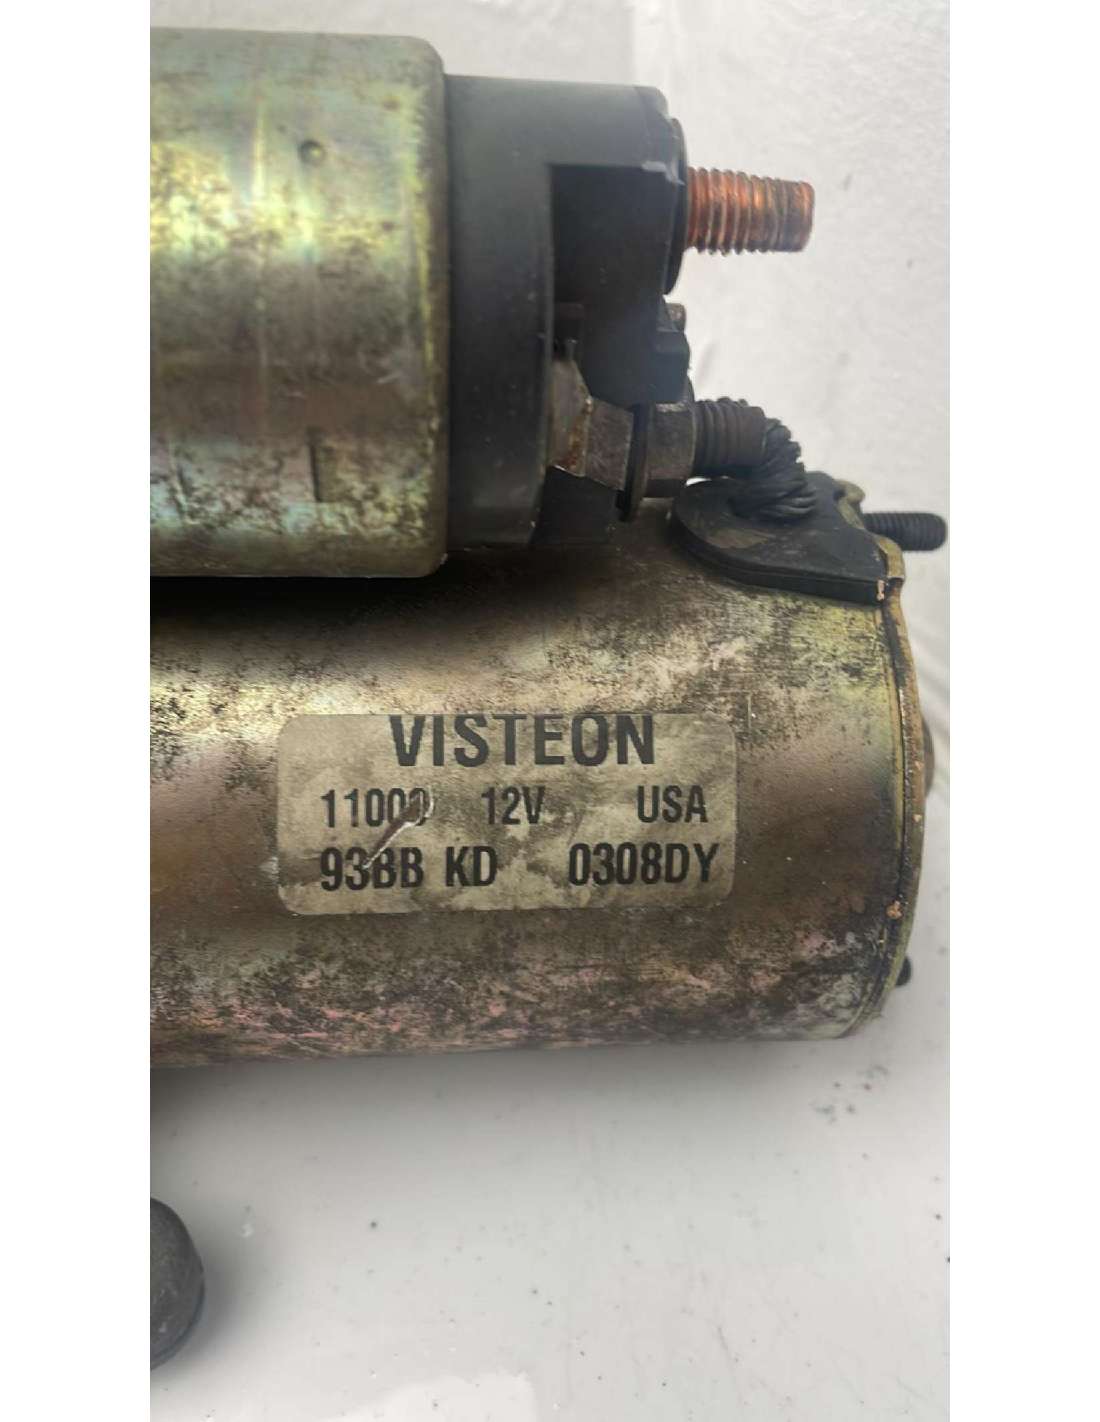 VISTEON
11000 12V USA
93BB KD 0308DY